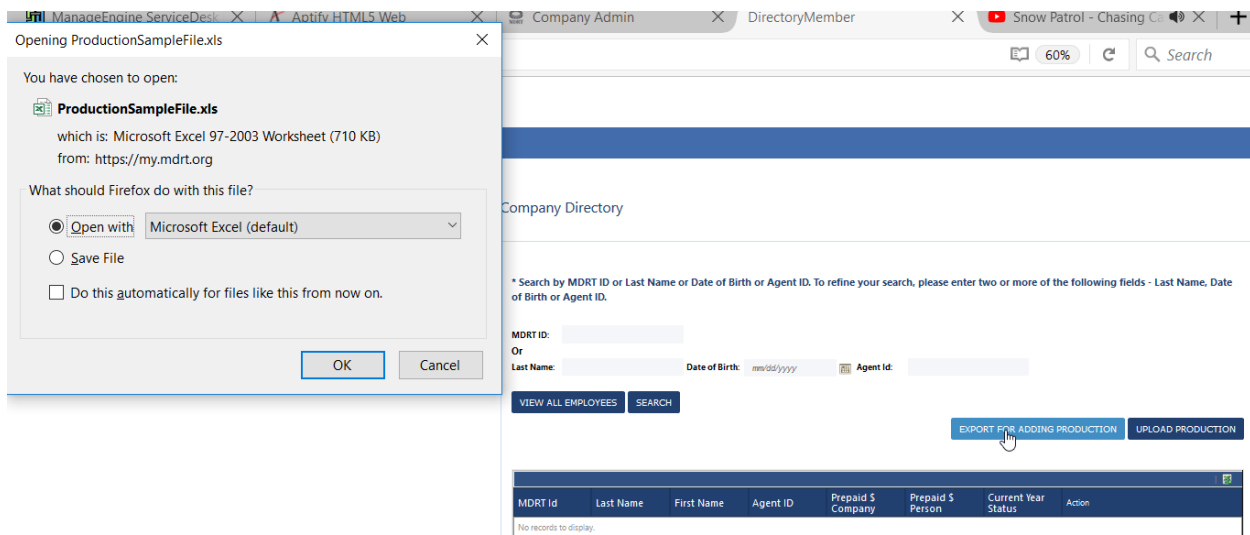 ManageEngine ServiceDesk
Aptify HTML5 Web
Company Admin
DirectoryMember
Snow Patrol - Chasing Ca
60%
Search
Opening ProductionSampleFile.xls
You have chosen to open:
ProductionSampleFile.xls
which is: Microsoft Excel 97-2003 Worksheet (710 KB)
from: https://my.mdrt.org
What should Firefox do with this file?
Open with
Microsoft Excel (default)
Save File
Do this automatically for files like this from now on.
OK
Cancel
Company Directory
* Search by MDRT ID or Last Name or Date of Birth or Agent ID. To refine your search, please enter two or more of the following fields - Last Name, Date
of Birth or Agent ID.
MDRT ID:
Or
Last Name:
Date of Birth:
mm/dd/yyyy
Agent Id:
VIEW ALL EMPLOYEES
SEARCH
EXPORT FOR ADDING PRODUCTION
UPLOAD PRODUCTION
MDRT Id
Last Name
First Name
Agent ID
Prepaid $
Company
Prepaid $
Person
Current Year
Status
Action
No records to display.